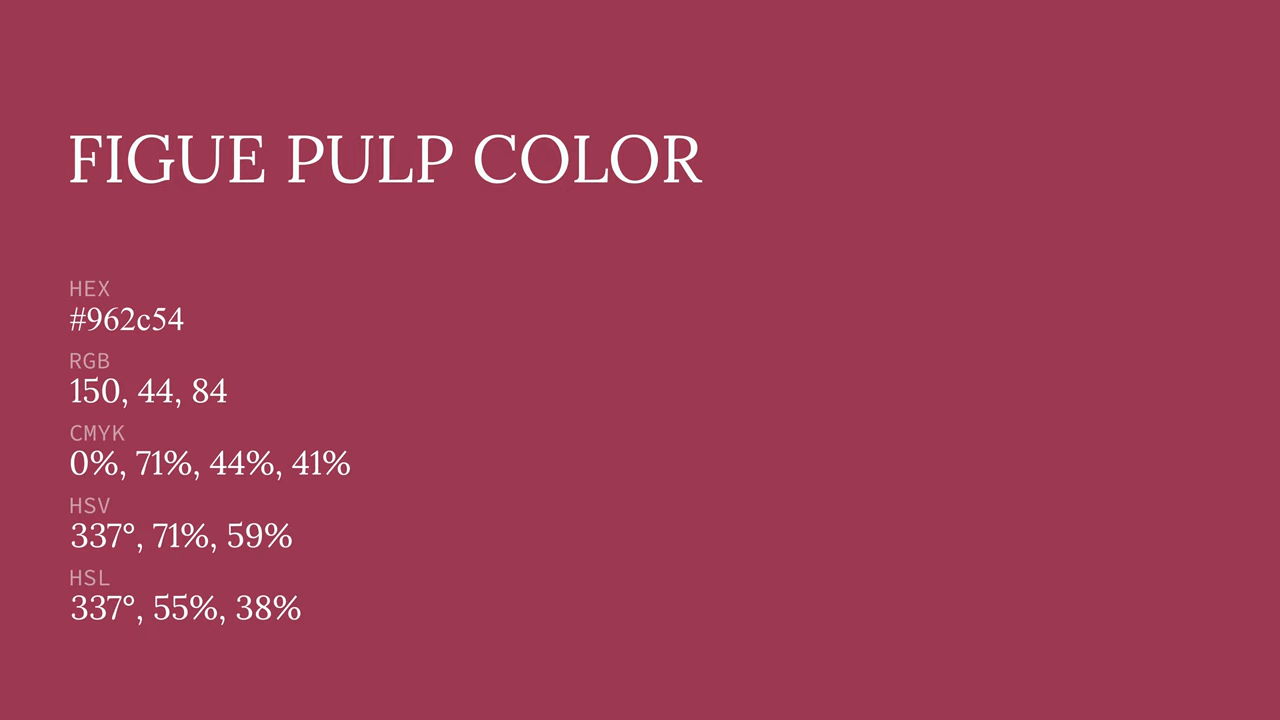 FIGUE PULP COLOR
HEX
#962c54
RGB
150, 44, 84
CMYK
0%, 71%, 44%, 41%
HSV
337°, 71%, 59%
HSL
337°, 55%, 38%